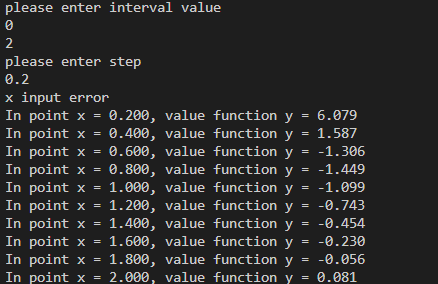 please enter interval value
0
2
please enter step
0.2
x input error
In point x = 0.200, value function y = 6.079
In point x = 0.400, value function y = 1.587
In point x = 0.600, value function y = -1.306
In point x = 0.800, value function y = -1.449
In point x = 1.000, value function y = -1.099
In point x = 1.200, value function y = -0.743
In point x = 1.400, value function y = -0.454
In point x = 1.600, value function y = -0.230
In point x = 1.800, value function y = -0.056
In point x = 2.000, value function y = 0.081